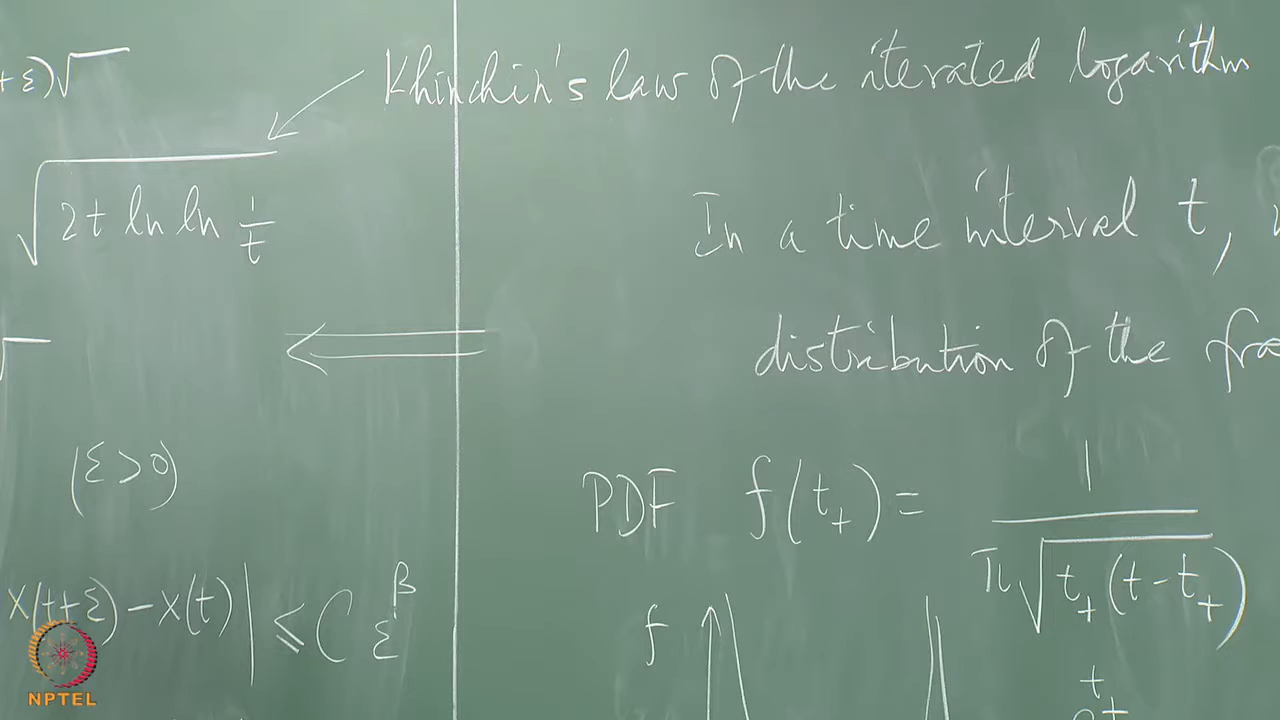 +ε)√
Khinchin's law of the iterated logarithm
√2t ln ln 1/t
In a time interval t,
distribution of the fra
√
(ε>0)
PDF f(t₊) = 1/(π√t₊(t-t₊))
X(t+ε)-X(t)| ≤ C ε^β
f
t₊
NPTEL